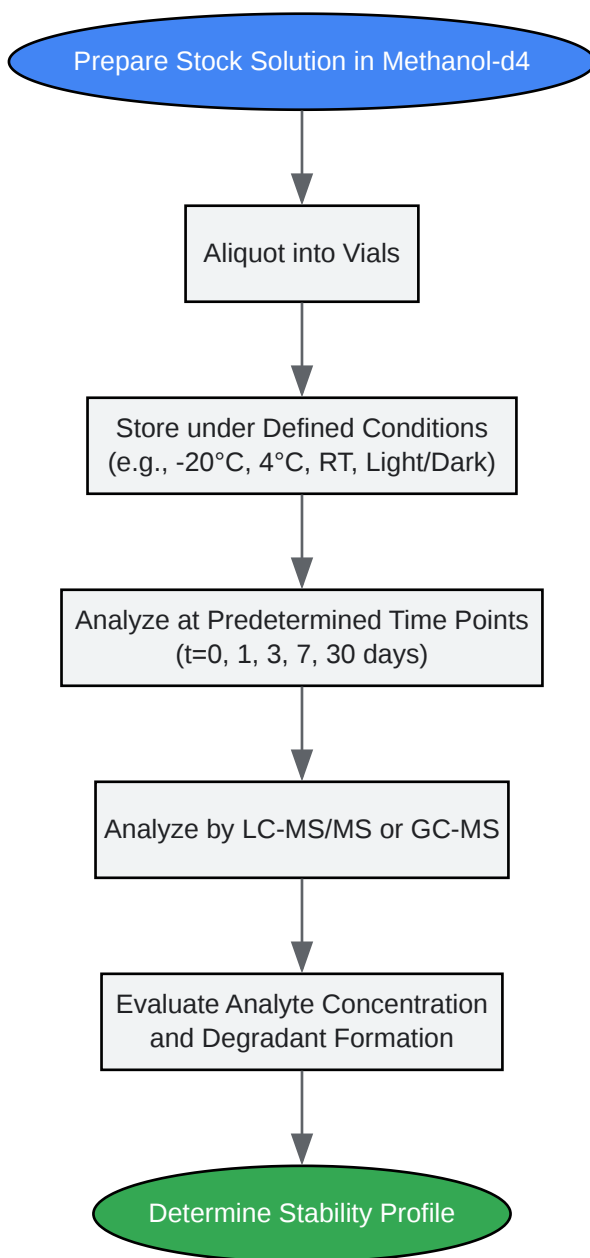 Prepare Stock Solution in Methanol-d4
Aliquot into Vials
Store under Defined Conditions
(e.g., -20°C, 4°C, RT, Light/Dark)
Analyze at Predetermined Time Points
(t=0, 1, 3, 7, 30 days)
Analyze by LC-MS/MS or GC-MS
Evaluate Analyte Concentration
and Degradant Formation
Determine Stability Profile